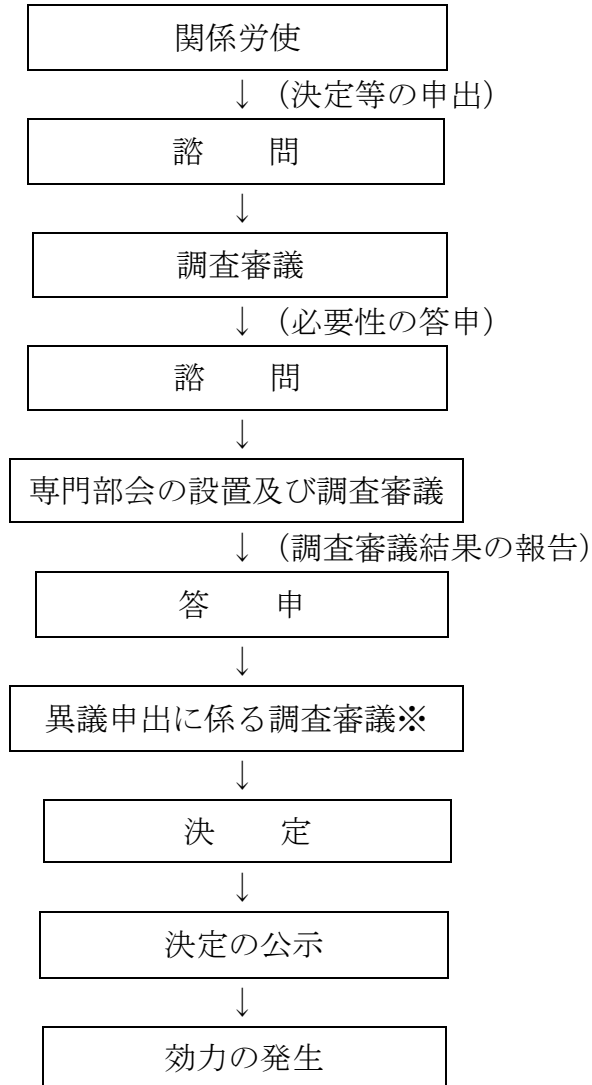 関係労使
↓（決定等の申出）
諮　　問
↓
調査審議
↓（必要性の答申）
諮　　問
↓
専門部会の設置及び調査審議
↓（調査審議結果の報告）
答　　申
↓
異議申出に係る調査審議※
↓
決　　定
↓
決定の公示
↓
効力の発生